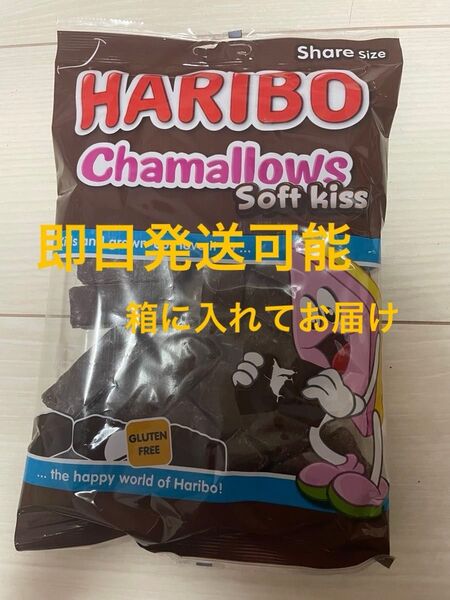 Share Size
HARIBO
Chamallows
Soft kiss
即日発送可能
箱に入れてお届け
GLUTEN
FREE
... the happy world of Haribo!